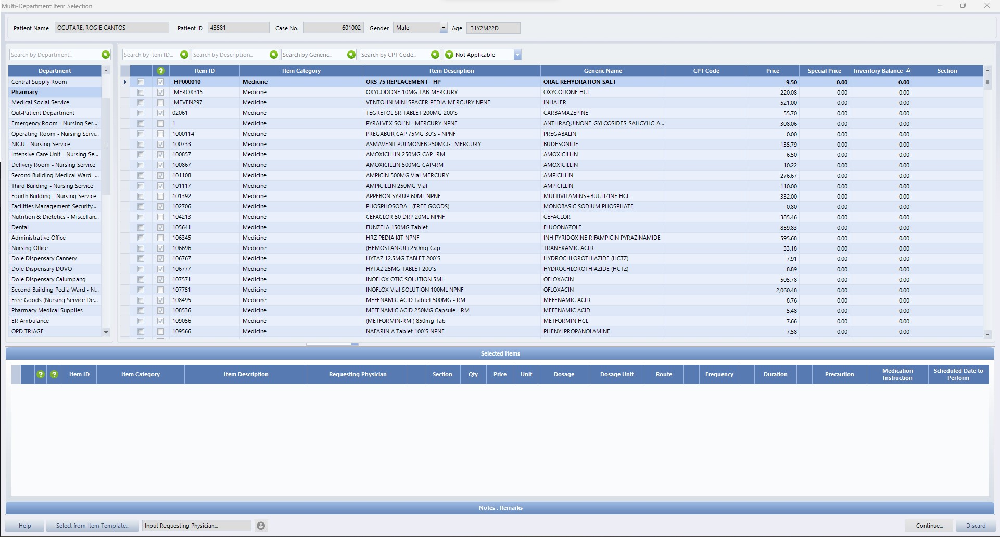 Multi-Department Item Selection
Patient Name OCUTARE, ROGIE CANTOS Patient ID 43581 Case No. 601002 Gender Male Age 31Y2M22D
Search by Department... Search by Item ID... Search by Description... Search by Generic... Search by CPT Code... Not Applicable
Department
Central Supply Room
Pharmacy
Medical Social Service
Out-Patient Department
Emergency Room - Nursing Ser...
Operating Room - Nursing Servi...
NICU - Nursing Service
Intensive Care Unit - Nursing Se...
Delivery Room - Nursing Service
Second Building Medical Ward -...
Third Building - Nursing Service
Fourth Building - Nursing Service
Facilities Management-Security...
Nutrition & Dietetics - Miscellan...
Dental
Administrative Office
Nursing Office
Dole Dispensary Cannery
Dole Dispensary DUVO
Dole Dispensary Calumpang
Second Building Pedia Ward - N...
Free Goods (Nursing Service De...
Pharmacy Medical Supplies
ER Ambulance
OPD TRIAGE
? Item ID Item Category Item Description Generic Name CPT Code Price Special Price Inventory Balance Section
HP000010 Medicine ORS-75 REPLACEMENT - HP ORAL REHYDRATION SALT 9.50 0.00 0.00
MEROX315 Medicine OXYCODONE 10MG TAB-MERCURY OXYCODONE HCL 220.08 0.00 0.00
MEVEN297 Medicine VENTOLIN MINI SPACER PEDIA-MERCURY NPNF INHALER 521.00 0.00 0.00
02061 Medicine TEGRETOL SR TABLET 200MG 200'S CARBAMAZEPINE 55.70 0.00 0.00
1 Medicine PYRALVEX SOL'N - MERCURY NPNF ANTHRAQUINONE GYLCOSIDES SALICYLIC A... 308.06 0.00 0.00
1000114 Medicine PREGABUR CAP 75MG 30'S - NPNF PREGABALIN 0.00 0.00 0.00
100733 Medicine ASMAVENT PULMONEB 250MCG- MERCURY BUDESONIDE 135.79 0.00 0.00
100857 Medicine AMOXICILLIN 250MG CAP -RM AMOXICILLIN 6.50 0.00 0.00
100867 Medicine AMOXICILLIN 500MG CAP-RM AMOXICILLIN 10.22 0.00 0.00
101108 Medicine AMPICIN 500MG Vial MERCURY AMPICILLIN 276.67 0.00 0.00
101117 Medicine AMPICILLIN 250MG Vial AMPICILLIN 110.00 0.00 0.00
101392 Medicine APPEBON SYRUP 60ML NPNF MULTIVITAMINS+BUCLIZINE HCL 332.00 0.00 0.00
102706 Medicine PHOSPHOSODA - (FREE GOODS) MONOBASIC SODIUM PHOSPHATE 0.80 0.00 0.00
104213 Medicine CEFACLOR 50 DRP 20ML NPNF CEFACLOR 385.46 0.00 0.00
105641 Medicine FUNZELA 150MG Tablet FLUCONAZOLE 859.83 0.00 0.00
106345 Medicine HRZ PEDIA KIT NPNF INH PYRIDOXINE RIFAMPICIN PYRAZINAMIDE 595.68 0.00 0.00
106696 Medicine (HEMOSTAN-UL) 250mg Cap TRANEXAMIC ACID 33.18 0.00 0.00
106767 Medicine HYTAZ 12.5MG TABLET 200'S HYDROCHLOROTHIAZIDE (HCTZ) 7.91 0.00 0.00
106777 Medicine HYTAZ 25MG TABLET 200'S HYDROCHLOROTHIAZIDE (HCTZ) 8.89 0.00 0.00
107571 Medicine INOFLOX OTIC SOLUTION 5ML OFLOXACIN 505.78 0.00 0.00
107751 Medicine INOFLOX Vial SOLUTION 100ML NPNF OFLOXACIN 2,060.48 0.00 0.00
108495 Medicine MEFENAMIC ACID Tablet 500MG - RM MEFENAMIC ACID 8.76 0.00 0.00
108536 Medicine MEFENAMIC ACID 250MG Capsule - RM MEFENAMIC ACID 5.48 0.00 0.00
109056 Medicine (METFORMIN-RM ) 850mg Tab METFORMIN HCL 7.66 0.00 0.00
109566 Medicine NAFARIN A Tablet 100'S NPNF PHENYLPROPANOLAMINE 7.58 0.00 0.00
Selected Items
? ? Item ID Item Category Item Description Requesting Physician Section Qty Price Unit Dosage Dosage Unit Route Frequency Duration Precaution Medication Instruction Scheduled Date to Perform
Notes . Remarks
Help Select from Item Template... Input Requesting Physician... Continue... Discard